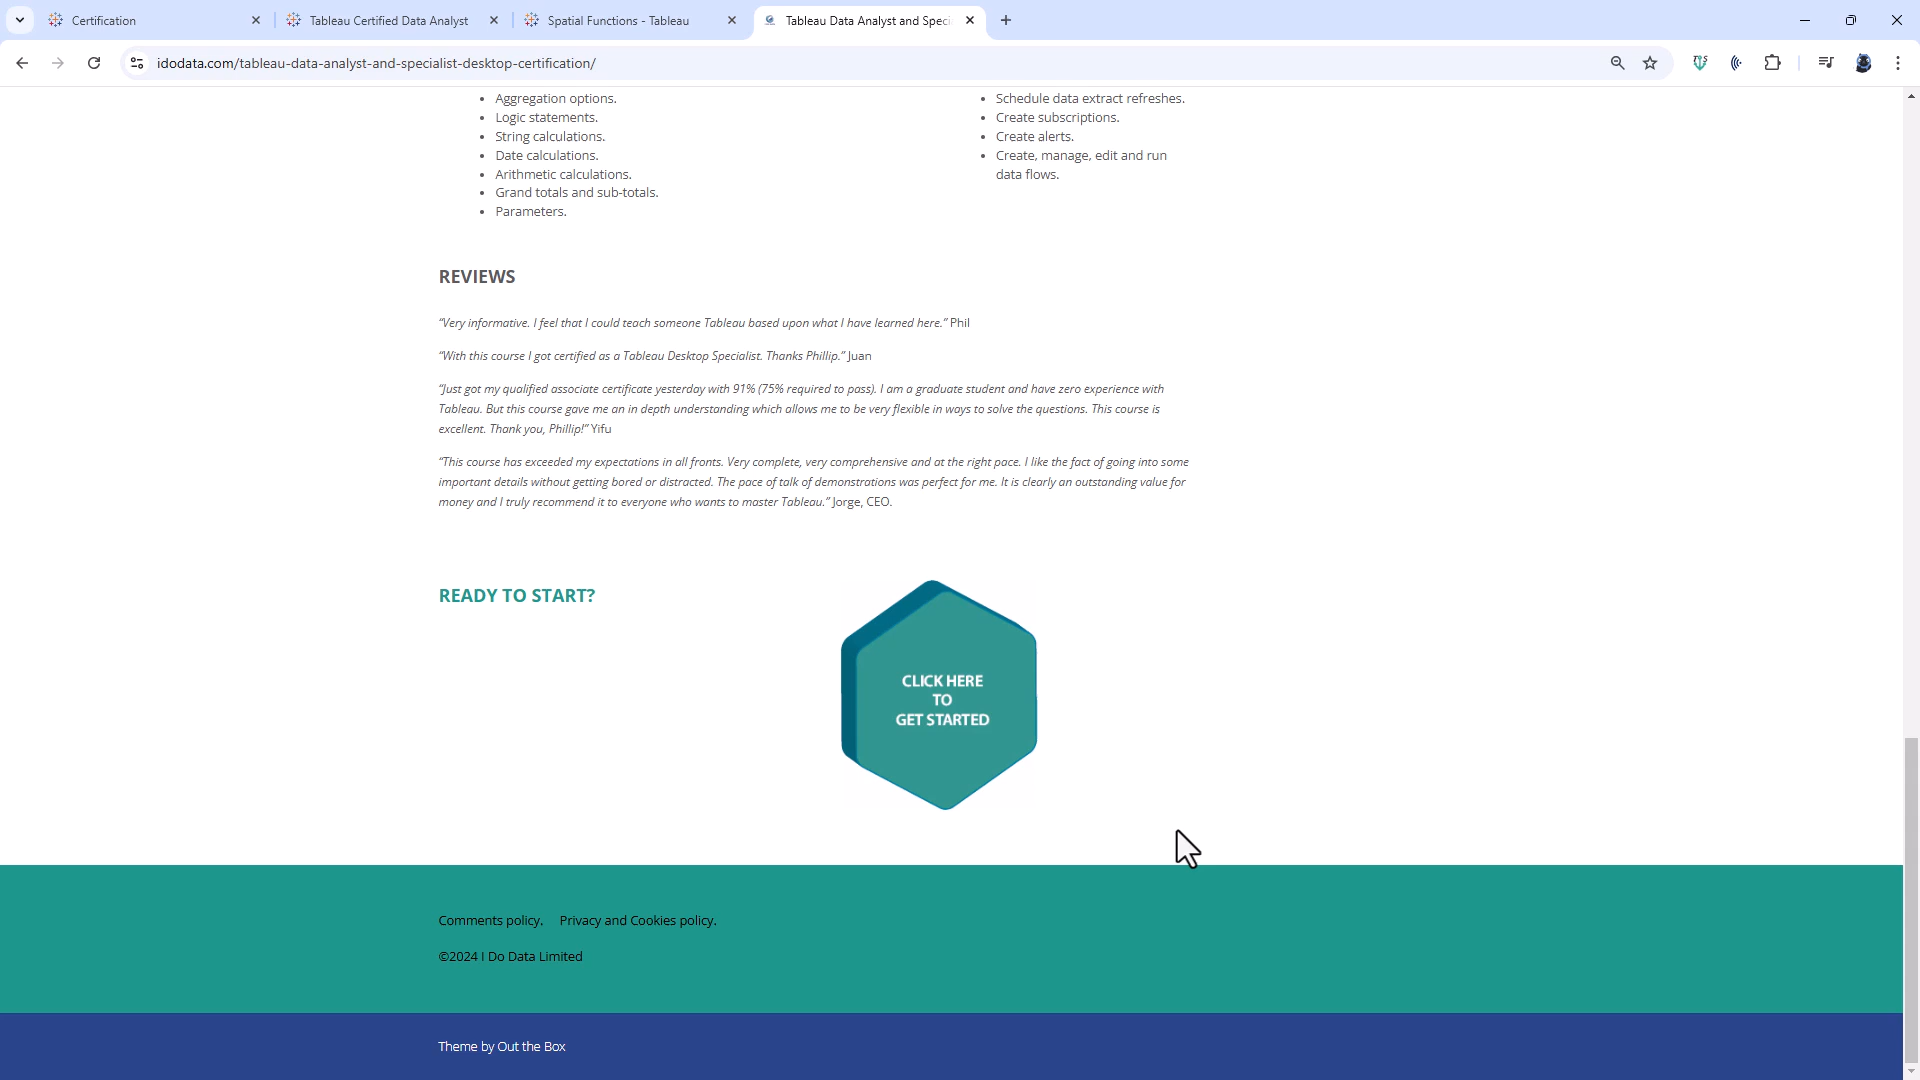 Certification
Tableau Certified Data Analyst
Spatial Functions - Tableau
Tableau Data Analyst and Speci
idodata.com/tableau-data-analyst-and-specialist-desktop-certification/
Aggregation options.
Logic statements.
String calculations.
Date calculations.
Arithmetic calculations.
Grand totals and sub-totals.
Parameters.
Schedule data extract refreshes.
Create subscriptions.
Create alerts.
Create, manage, edit and run
data flows.
REVIEWS
“Very informative. I feel that I could teach someone Tableau based upon what I have learned here.” Phil
“With this course I got certified as a Tableau Desktop Specialist. Thanks Phillip.” Juan
“Just got my qualified associate certificate yesterday with 91% (75% required to pass). I am a graduate student and have zero experience with
Tableau. But this course gave me an in depth understanding which allows me to be very flexible in ways to solve the questions. This course is
excellent. Thank you, Phillip!” Yifu
“This course has exceeded my expectations in all fronts. Very complete, very comprehensive and at the right pace. I like the fact of going into some
important details without getting bored or distracted. The pace of talk of demonstrations was perfect for me. It is clearly an outstanding value for
money and I truly recommend it to everyone who wants to master Tableau.” Jorge, CEO.
READY TO START?
CLICK HERE
TO
GET STARTED
Comments policy. Privacy and Cookies policy.
©2024 I Do Data Limited
Theme by Out the Box